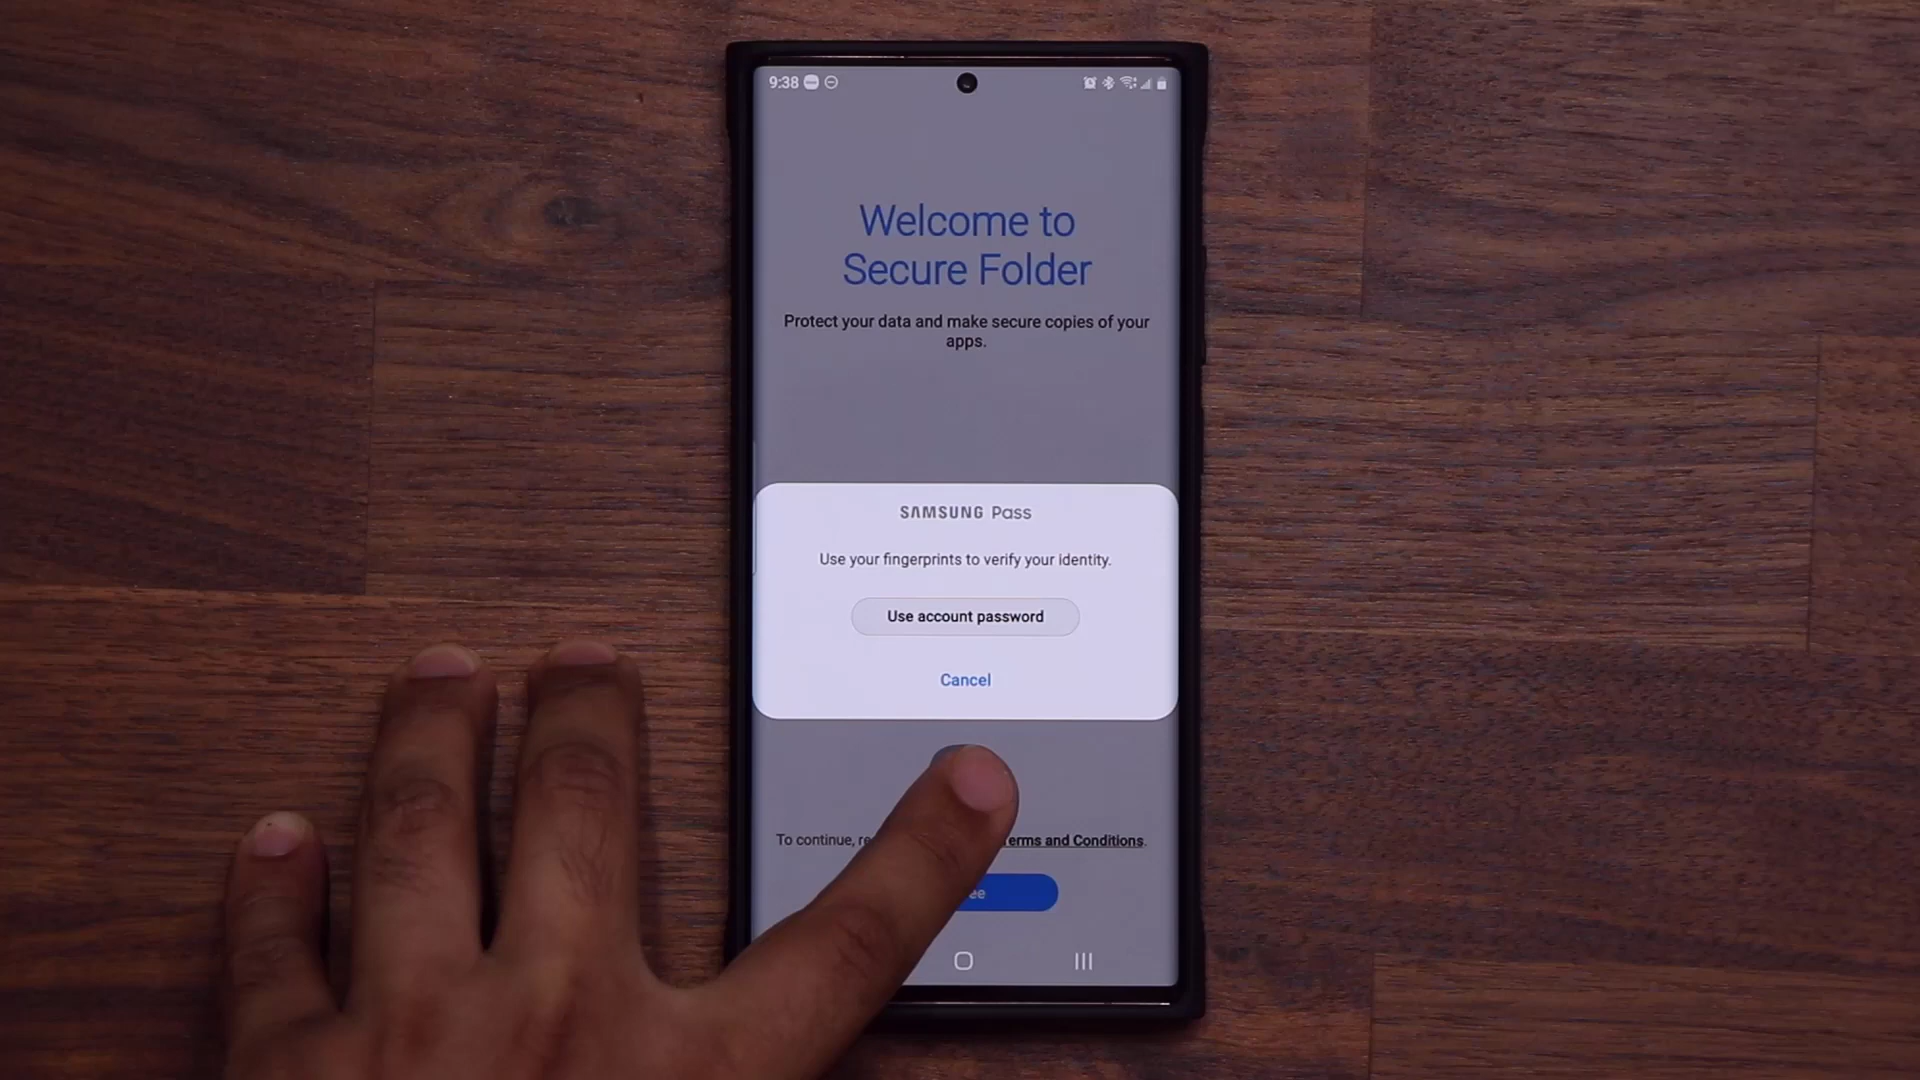 9:38
Welcome to
Secure Folder
Protect your data and make secure copies of your
apps.
SAMSUNG Pass
Use your fingerprints to verify your identity.
Use account password
Cancel
To continue, erms and Conditions.
ee